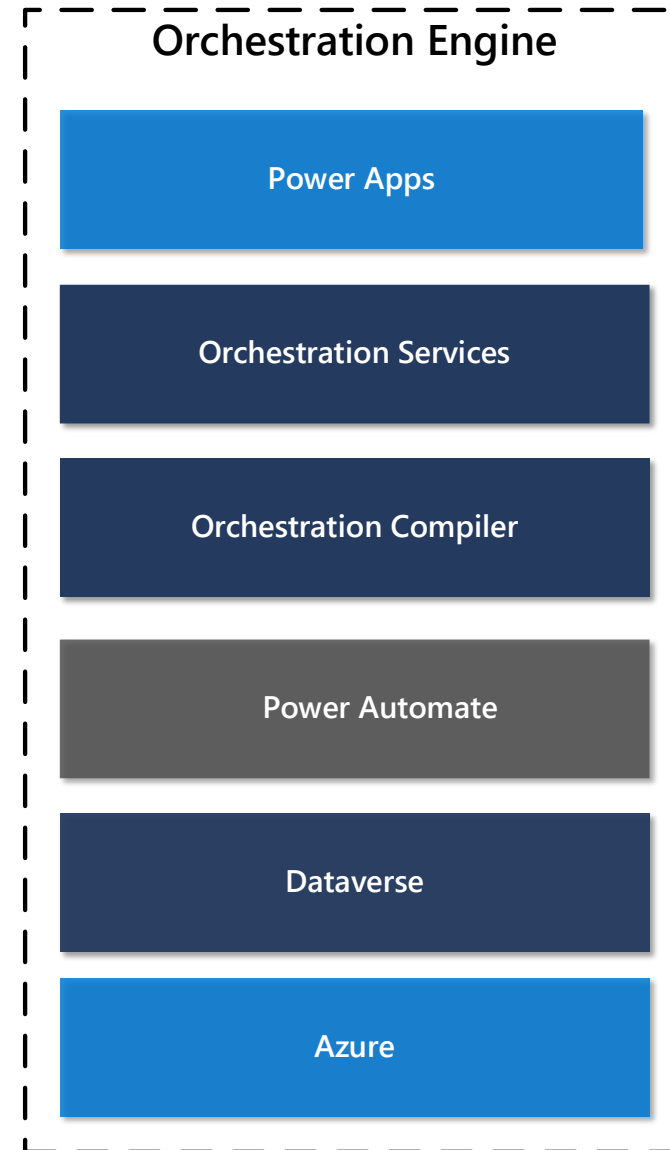 Orchestration Engine
Power Apps
Orchestration Services
Orchestration Compiler
Power Automate
Dataverse
Azure